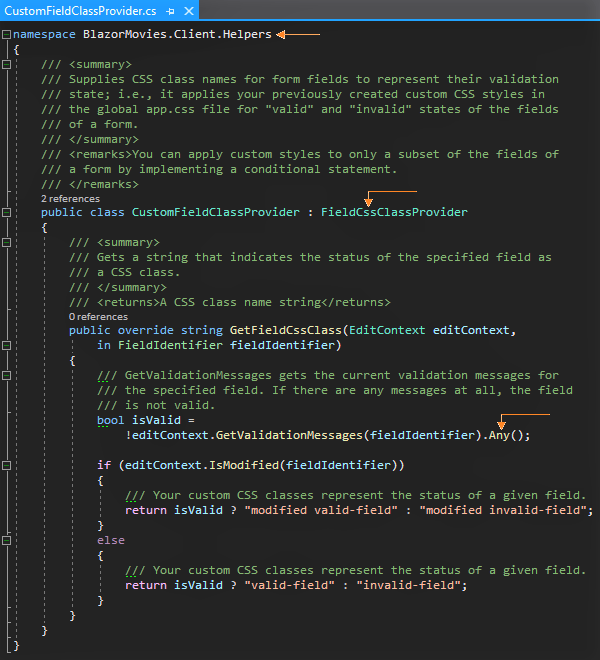 CustomFieldClassProvider.cs
namespace BlazorMovies.Client.Helpers
{
/// <summary>
/// Supplies CSS class names for form fields to represent their validation
/// state; i.e., it applies your previously created custom CSS styles in
/// the global app.css file for "valid" and "invalid" states of the fields
/// of a form.
/// </summary>
/// <remarks>You can apply custom styles to only a subset of the fields of
/// a form by implementing a conditional statement.
/// </remarks>
2 references
public class CustomFieldClassProvider : FieldCssClassProvider
{
/// <summary>
/// Gets a string that indicates the status of the specified field as
/// a CSS class.
/// </summary>
/// <returns>A CSS class name string</returns>
0 references
public override string GetFieldCssClass(EditContext editContext,
in FieldIdentifier fieldIdentifier)
{
/// GetValidationMessages gets the current validation messages for
/// the specified field. If there are any messages at all, the field
/// is not valid.
bool isValid =
!editContext.GetValidationMessages(fieldIdentifier).Any();
if (editContext.IsModified(fieldIdentifier))
{
/// Your custom CSS classes represent the status of a given field.
return isValid ? "modified valid-field" : "modified invalid-field";
}
else
{
/// Your custom CSS classes represent the status of a given field.
return isValid ? "valid-field" : "invalid-field";
}
}
}
}